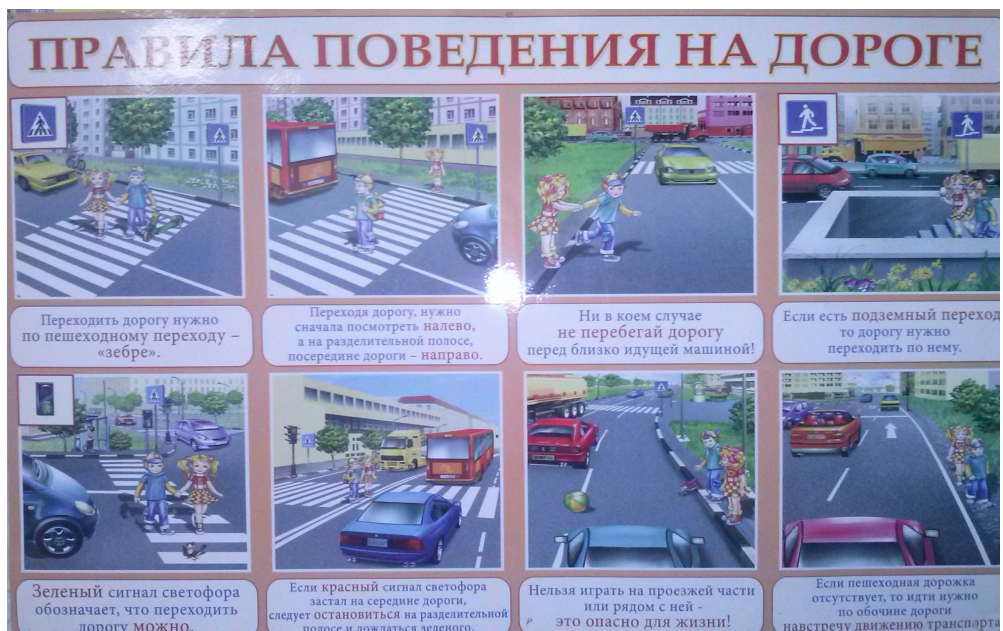 ПРАВИЛА ПОВЕДЕНИЯ НА ДОРОГЕ
Переходить дорогу нужно
по пешеходному переходу –
«зебре».
Переходя дорогу, нужно
сначала посмотреть налево,
а на разделительной полосе,
посередине дороги – направо.
Ни в коем случае
не перебегай дорогу
перед близко идущей машиной!
Если есть подземный переход
то дорогу нужно
переходить по нему.
Зеленый сигнал светофора
обозначает, что переходить
дорогу можно.
Если красный сигнал светофора
застал на середине дороги,
следует остановиться на разделительной
полосе и дождаться зеленого.
Нельзя играть на проезжей части
или рядом с ней -
это опасно для жизни!
Если пешеходная дорожка
отсутствует, то идти нужно
по обочине дороги
навстречу движению транспорта